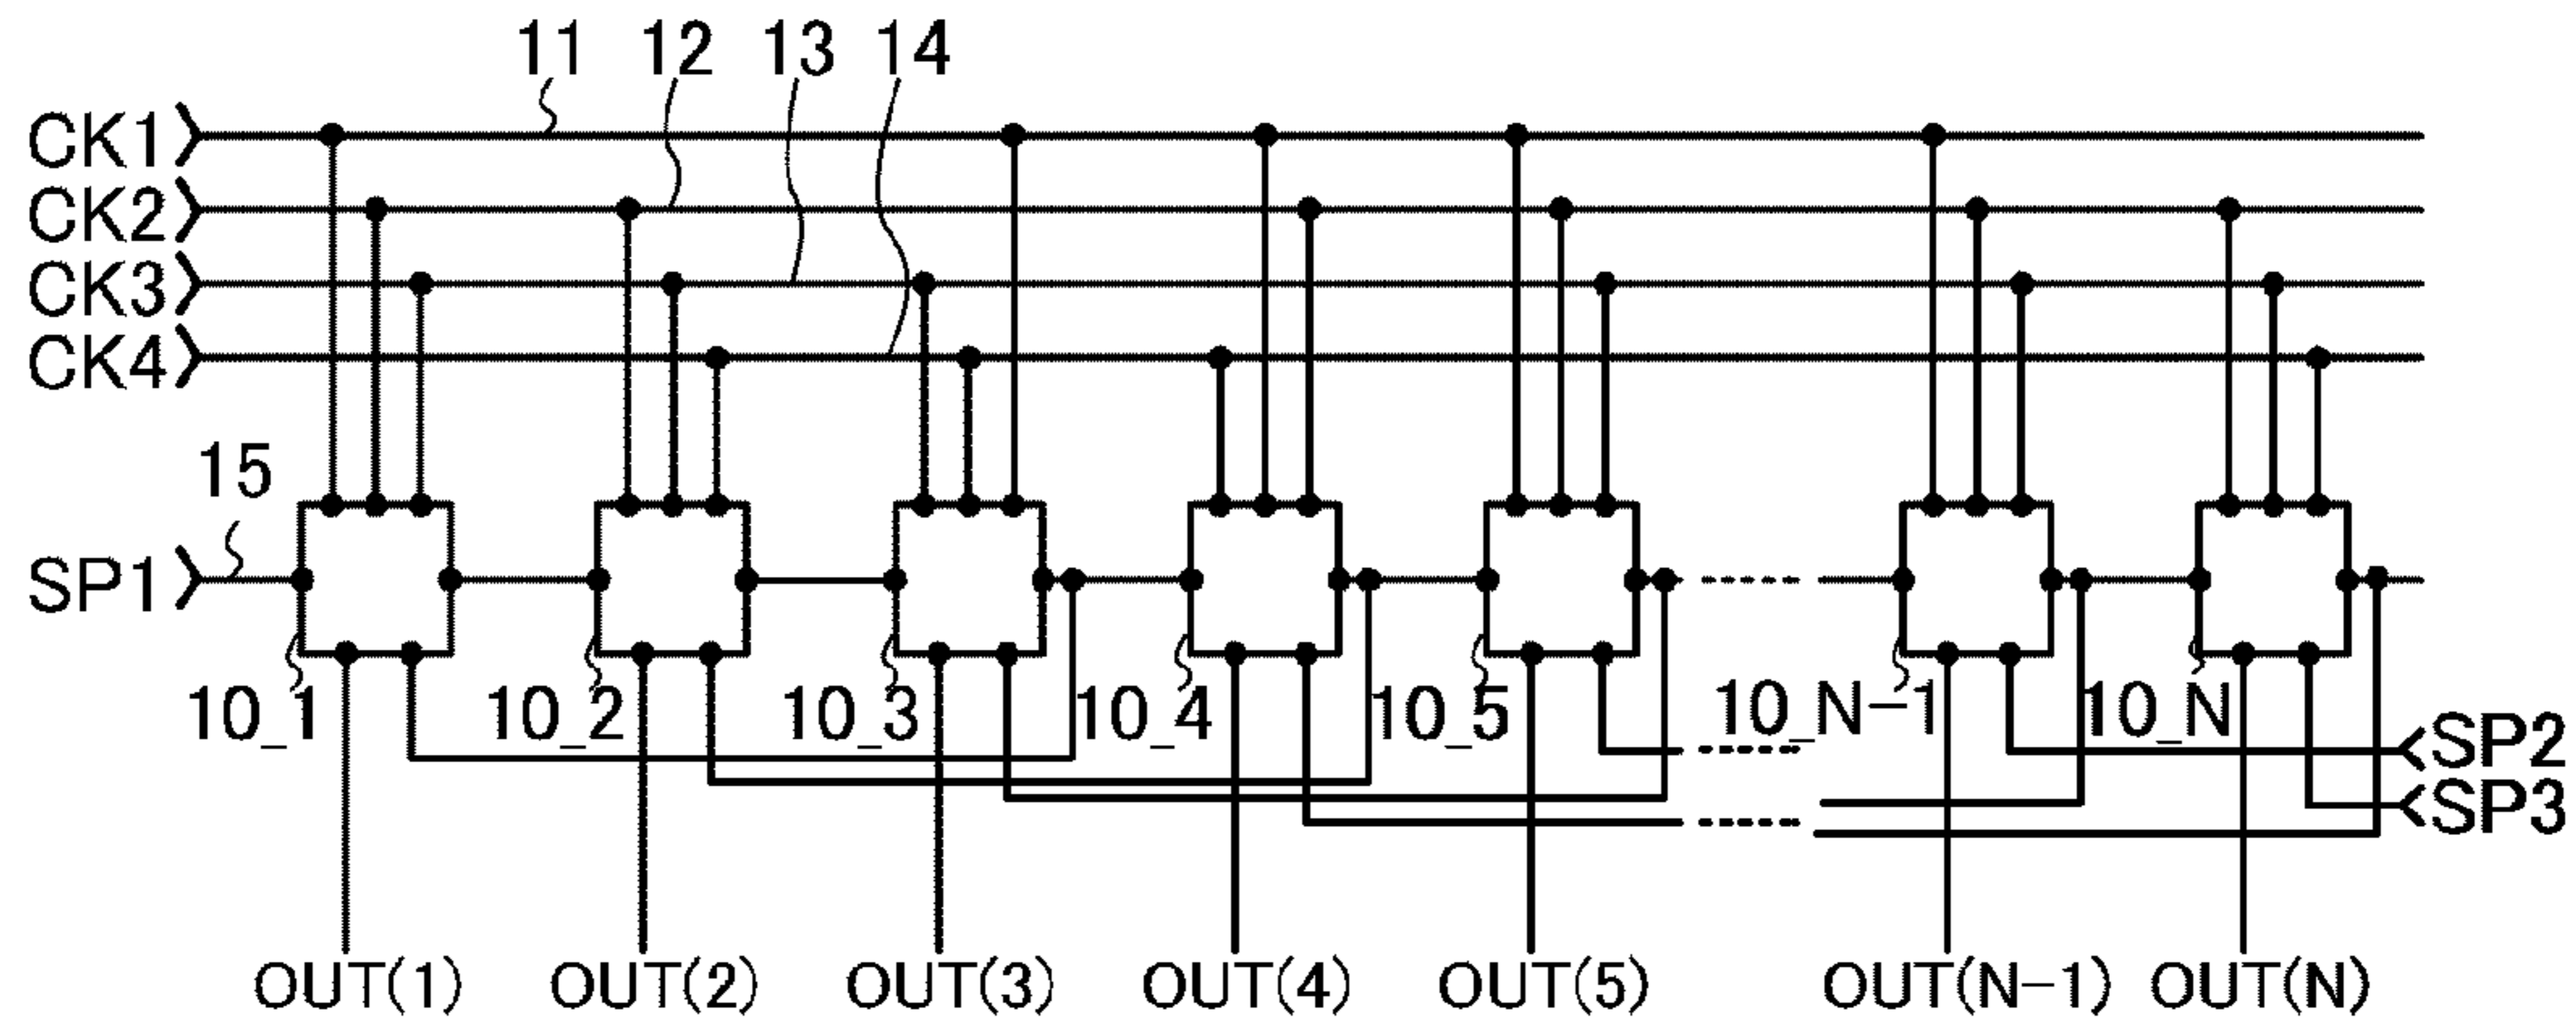 11 12 13 14
CK1
CK2
CK3
CK4
15
SP1
10_1 10_2 10_3 10_4 10_5 10_N-1 10_N
SP2
SP3
OUT(1) OUT(2) OUT(3) OUT(4) OUT(5) OUT(N-1) OUT(N)